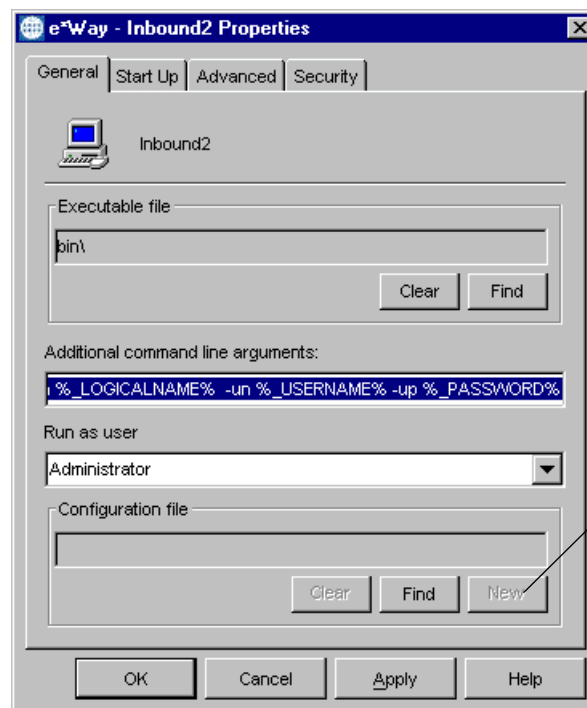 e*Way - Inbound2 Properties
General Start Up Advanced Security
Inbound2
Executable file
bin\
Clear Find
Additional command line arguments:
%_LOGICALNAME% -un %_USERNAME% -up %_PASSWORD%
Run as user
Administrator
Configuration file
Clear Find New
OK Cancel Apply Help